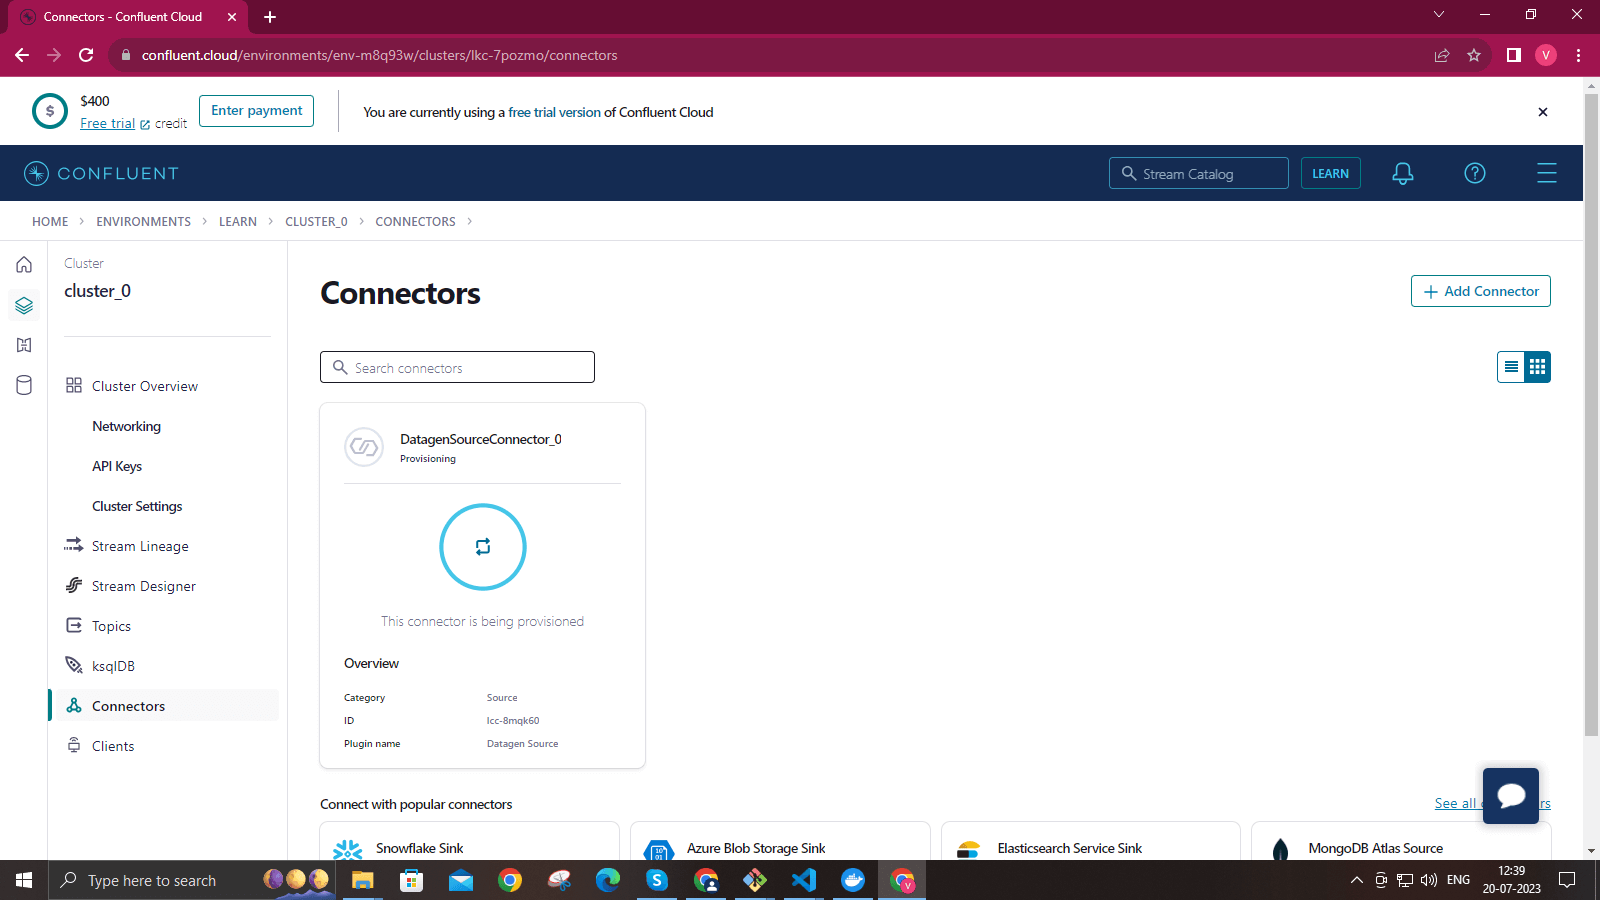 Connectors - Confluent Cloud
confluent.cloud/environments/env-m8q93w/clusters/lkc-7pozmo/connectors
V
$
$400
Free trial credit
Enter payment
You are currently using a free trial version of Confluent Cloud
CONFLUENT
Stream Catalog
LEARN
HOME > ENVIRONMENTS > LEARN > CLUSTER_0 > CONNECTORS >
Cluster
cluster_0
Cluster Overview
Networking
API Keys
Cluster Settings
Stream Lineage
Stream Designer
Topics
ksqlDB
Connectors
Clients
Connectors
+ Add Connector
Search connectors
DatagenSourceConnector_0
Provisioning
This connector is being provisioned
Overview
Category Source
ID lcc-8mqk60
Plugin name Datagen Source
Connect with popular connectors
See all
rs
Snowflake Sink
Azure Blob Storage Sink
Elasticsearch Service Sink
MongoDB Atlas Source
Type here to search
ENG
12:39
20-07-2023